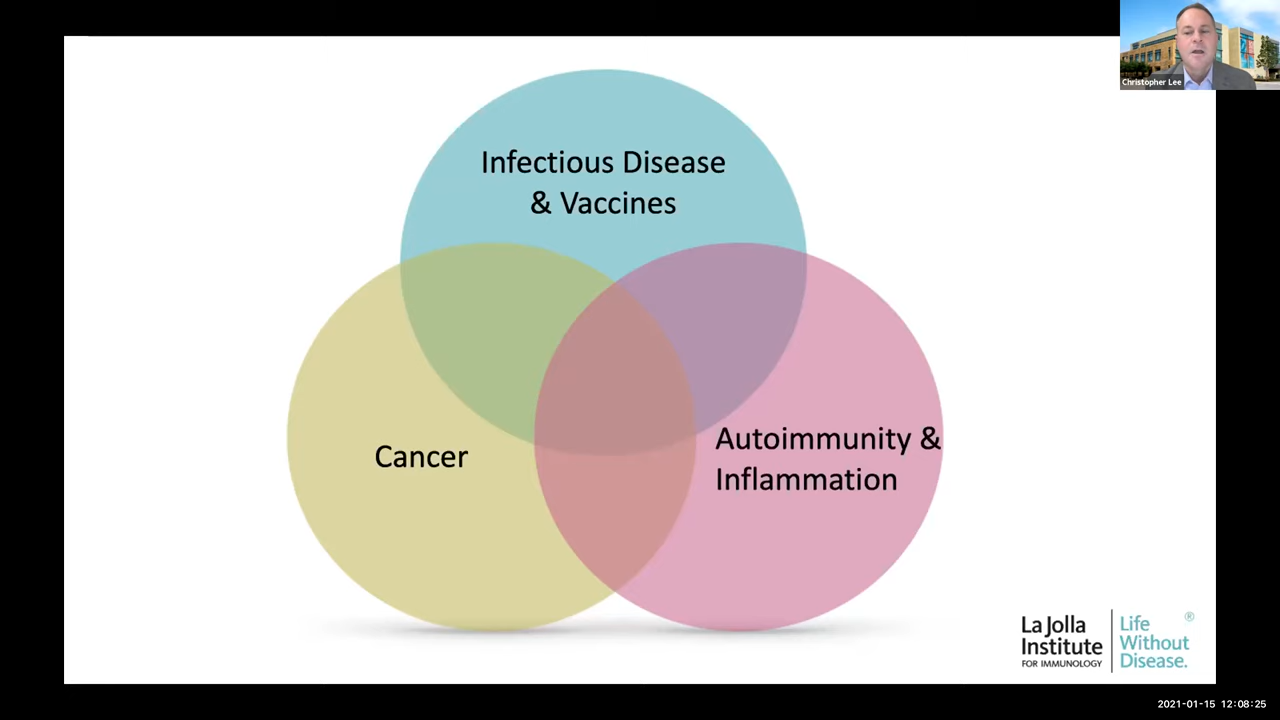 Christopher Lee
Infectious Disease
& Vaccines
Cancer
Autoimmunity &
Inflammation
La Jolla
Institute
FOR IMMUNOLOGY
Life
Without
Disease.
®
2021-01-15 12:08:25